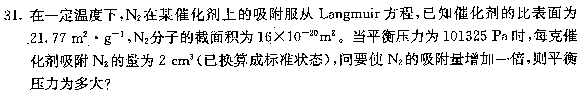 31. 在一定温度下,N₂在某催化剂上的吸附服从 Langmuir 方程,已知催化剂的比表面为
21.77 m²·g⁻¹,N₂分子的截面积为 16×10⁻²⁰m²。当平衡压力为 101325 Pa 时,每克催
化剂吸附 N₂的量为 2 cm³(已换算成标准状态),问要使 N₂的吸附量增加一倍,则平衡
压力为多大?